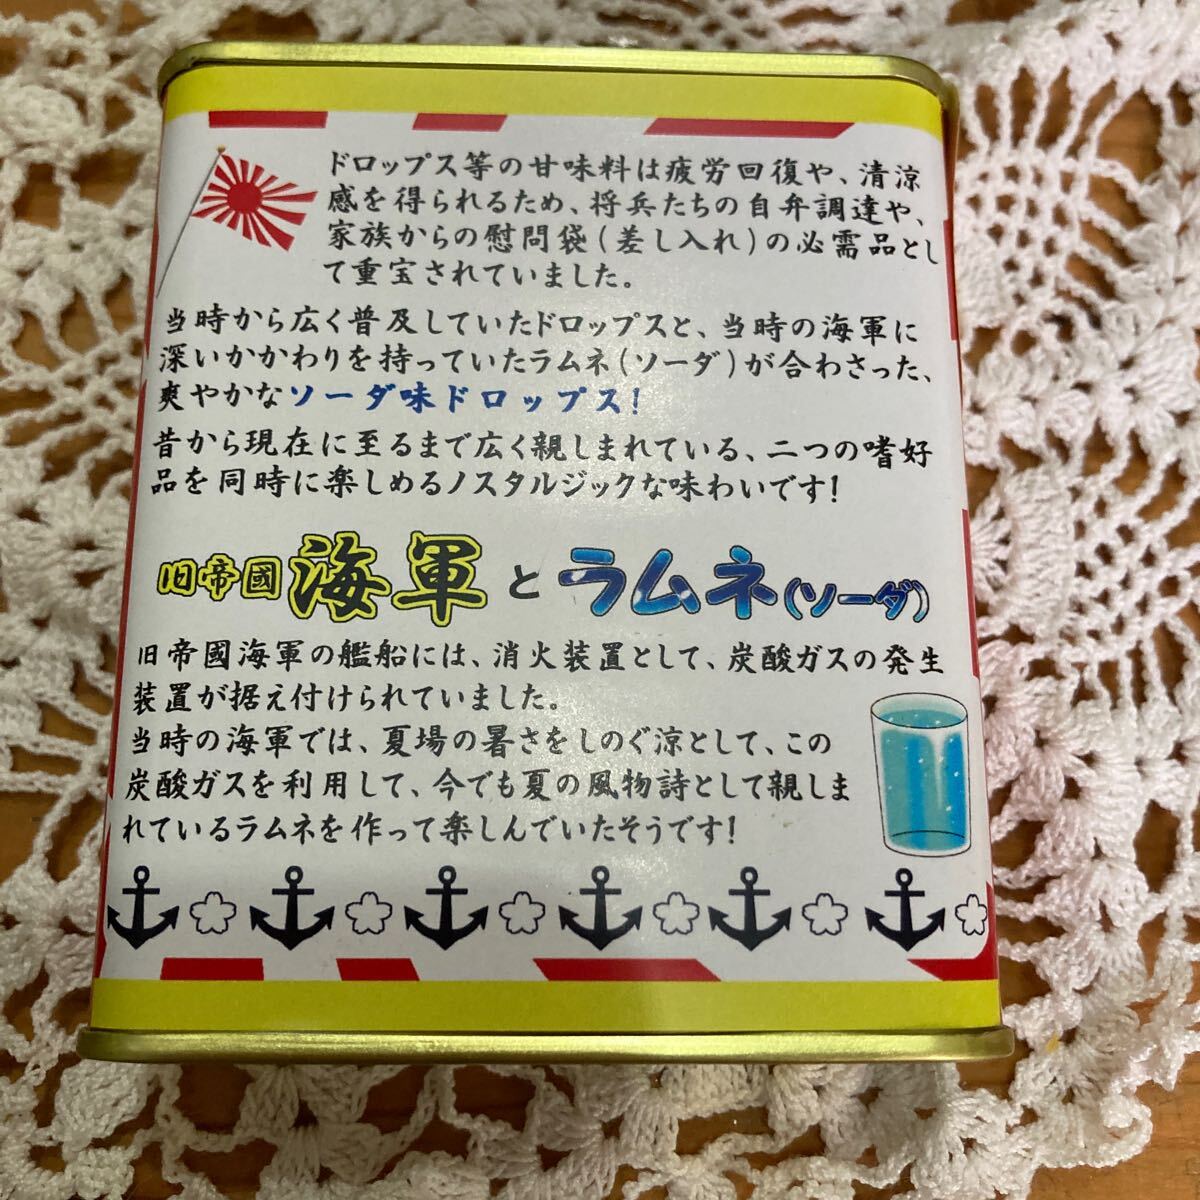 ドロップス等の甘味料は疲労回復や、清涼
感を得られるため、将兵たちの自弁調達や、
家族からの慰問袋(差し入れ)の必需品とし
て重宝されていました。
当時から広く普及していたドロップスと、当時の海軍に
深いかかわりを持っていたラムネ(ソーダ)が合わさった、
爽やかなソーダ味ドロップス!
昔から現在に至るまで広く親しまれている、二つの嗜好
品を同時に楽しめるノスタルジックな味わいです!
旧帝國海軍とラムネ(ソーダ)
旧帝國海軍の艦船には、消火装置として、炭酸ガスの発生
装置が据え付けられていました。
当時の海軍では、夏場の暑さをしのぐ涼として、この
炭酸ガスを利用して、今でも夏の風物詩として親しま
れているラムネを作って楽しんでいたそうです!